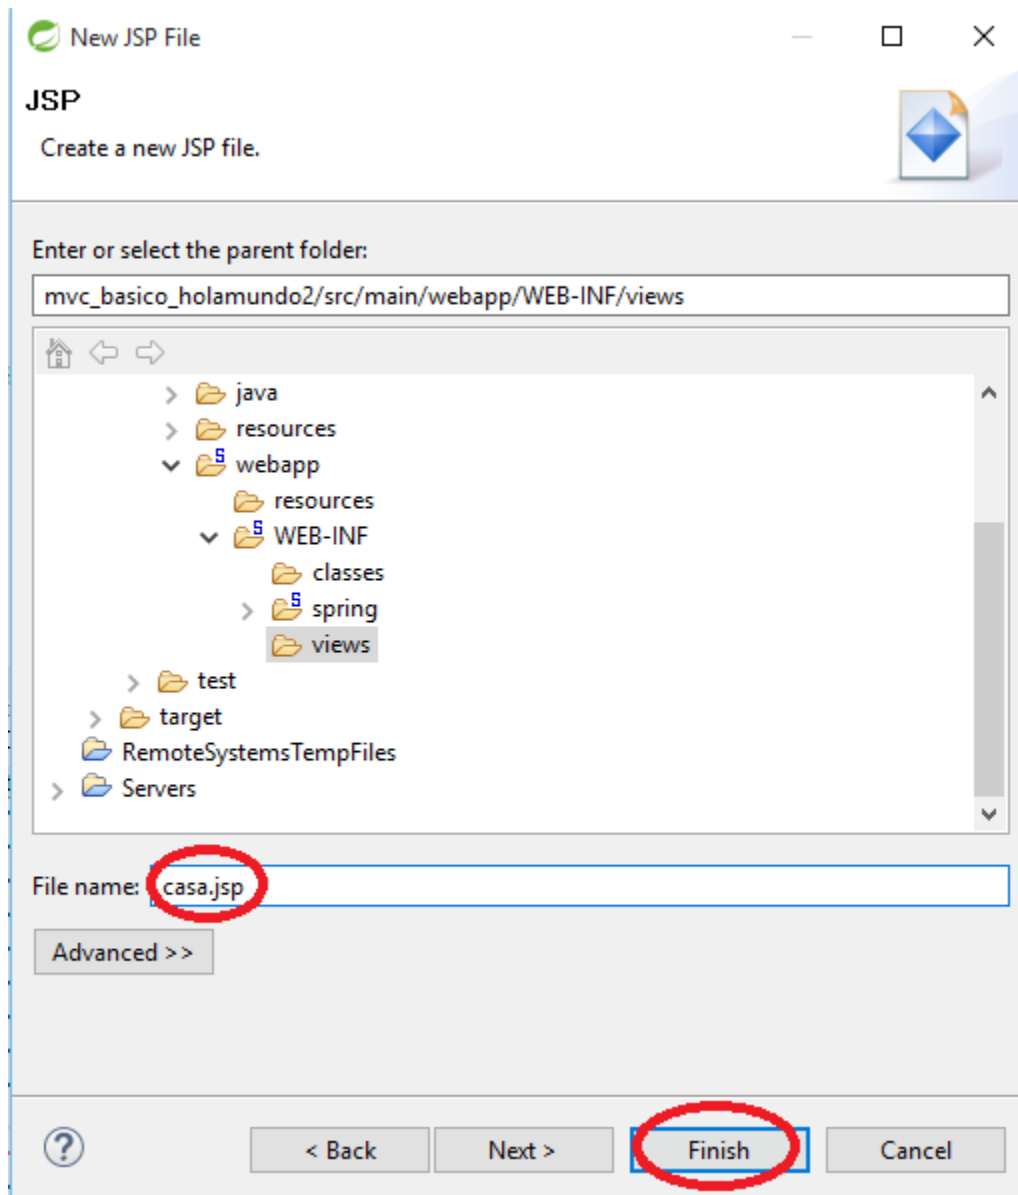 New JSP File
JSP
Create a new JSP file.
Enter or select the parent folder:
mvc_basico_holamundo2/src/main/webapp/WEB-INF/views
java
resources
S webapp
resources
S WEB-INF
classes
S spring
views
test
target
RemoteSystemsTempFiles
Servers
File name: casa.jsp
Advanced >>
? < Back Next > Finish Cancel